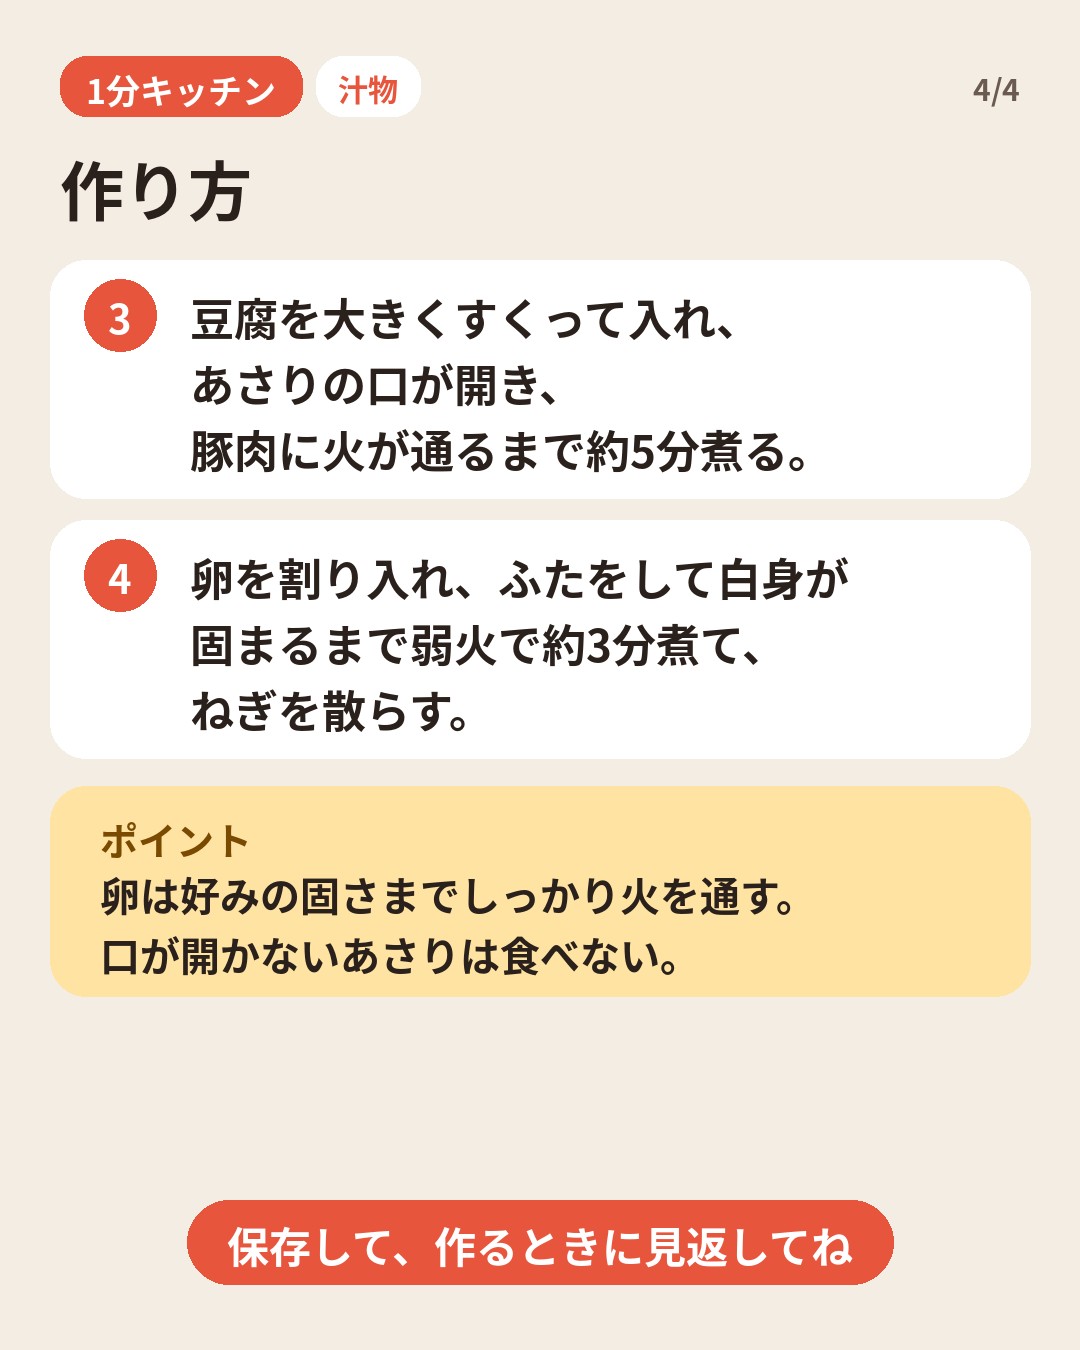 1分キッチン 汁物 4/4
作り方
3 豆腐を大きくすくって入れ、
あさりの口が開き、
豚肉に火が通るまで約5分煮る。
4 卵を割り入れ、ふたをして白身が
固まるまで弱火で約3分煮て、
ねぎを散らす。
ポイント
卵は好みの固さまでしっかり火を通す。
口が開かないあさりは食べない。
保存して、作るときに見返してね